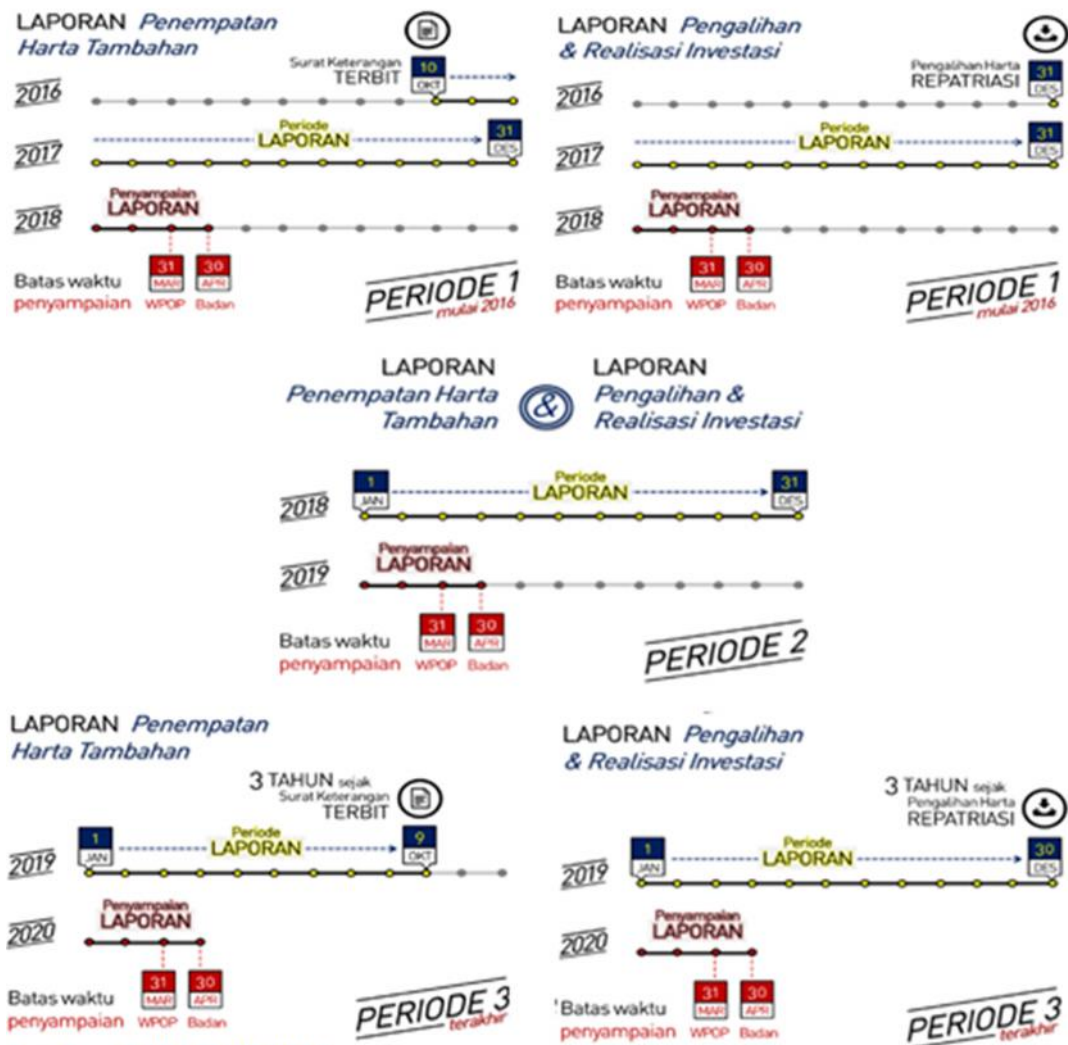 LAPORAN Penempatan
Harta Tambahan
Surat Keterangan
TERBIT
10
OKT
2016
Periode
LAPORAN
31
DES
2017
Penyampaian
LAPORAN
2018
Batas waktu
penyampaian
31
MAR
WPOP
30
APR
Badan
PERIODE 1
mulai 2016
LAPORAN Pengalihan
& Realisasi Investasi
Pengalihan Harta
REPATRIASI
31
DES
2016
Periode
LAPORAN
31
DES
2017
Penyampaian
LAPORAN
2018
Batas waktu
penyampaian
31
MAR
WPOP
30
APR
Badan
PERIODE 1
mulai 2016
LAPORAN
Penempatan Harta
Tambahan
&
LAPORAN
Pengalihan &
Realisasi Investasi
1
JAN
Periode
LAPORAN
31
DES
2018
Penyampaian
LAPORAN
2019
Batas waktu
penyampaian
31
MAR
WPOP
30
APR
Badan
PERIODE 2
LAPORAN Penempatan
Harta Tambahan
3 TAHUN sejak
Surat Keterangan
TERBIT
1
JAN
Periode
LAPORAN
9
OKT
2019
Penyampaian
LAPORAN
2020
Batas waktu
penyampaian
31
MAR
WPOP
30
APR
Badan
PERIODE 3
terakhir
LAPORAN Pengalihan
& Realisasi Investasi
3 TAHUN sejak
Pengalihan Harta
REPATRIASI
1
JAN
Periode
LAPORAN
30
DES
2019
Penyampaian
LAPORAN
2020
Batas waktu
penyampaian
31
MAR
WPOP
30
APR
Badan
PERIODE 3
terakhir